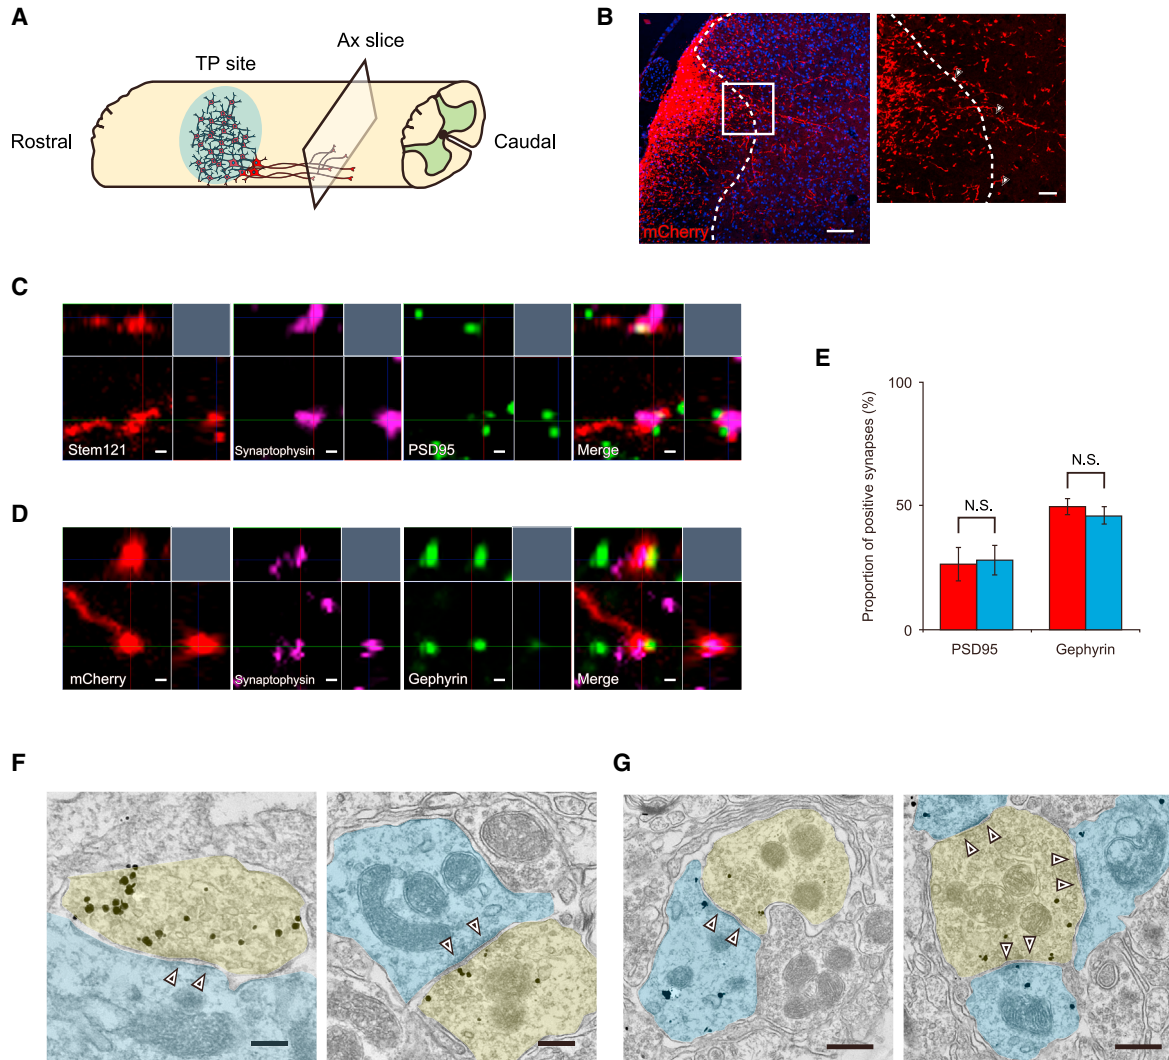 A
Ax slice
TP site
Rostral
Caudal
B
mCherry
C
Stem121
Synaptophysin
PSD95
Merge
D
mCherry
Synaptophysin
Gephyrin
Merge
E
Proportion of positive synapses (%)
100
50
0
N.S.
N.S.
PSD95
Gephyrin
F
G